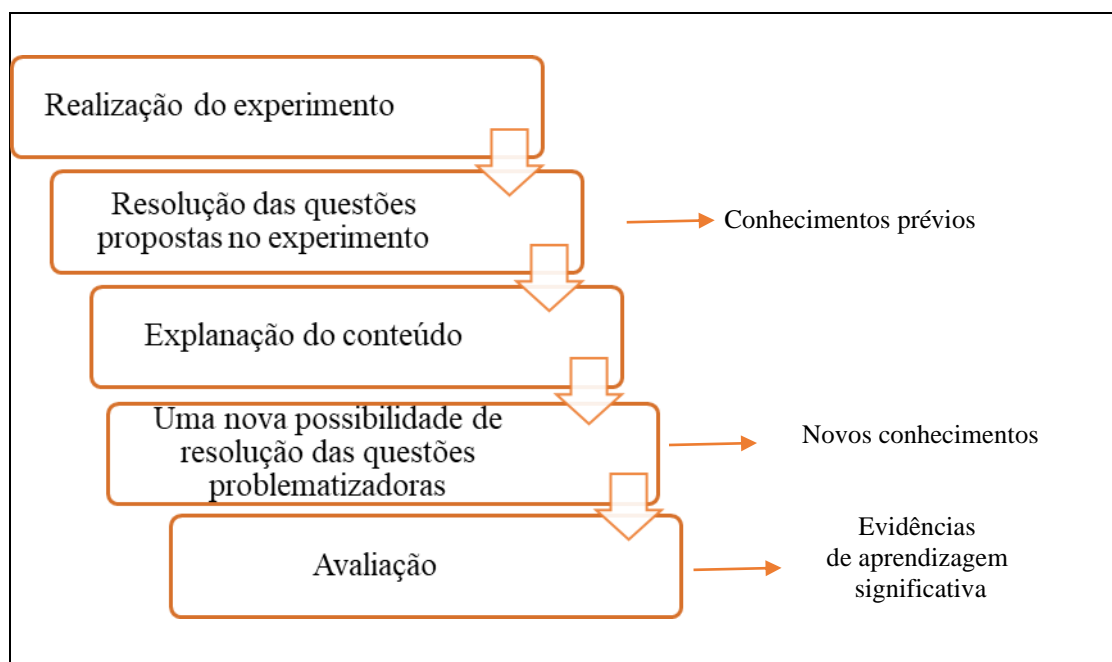 Realização do experimento
Resolução das questões
propostas no experimento
Conhecimentos prévios
Explanação do conteúdo
Uma nova possibilidade de
resolução das questões
problematizadoras
Novos conhecimentos
Avaliação
Evidências
de aprendizagem
significativa